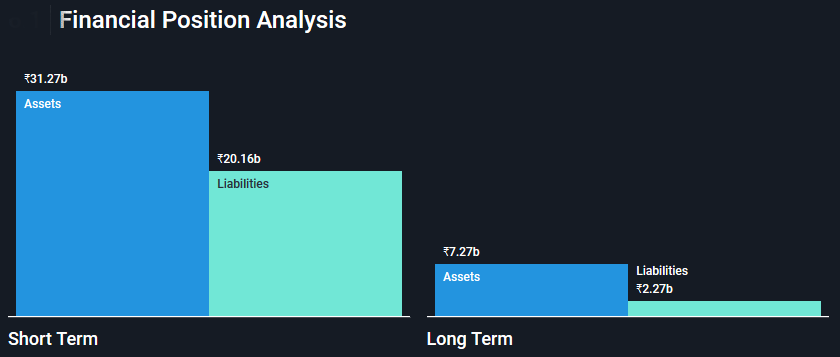 Financial Position Analysis
₹31.27b
Assets
₹20.16b
Liabilities
Short Term
₹7.27b
Assets
Liabilities
₹2.27b
Long Term